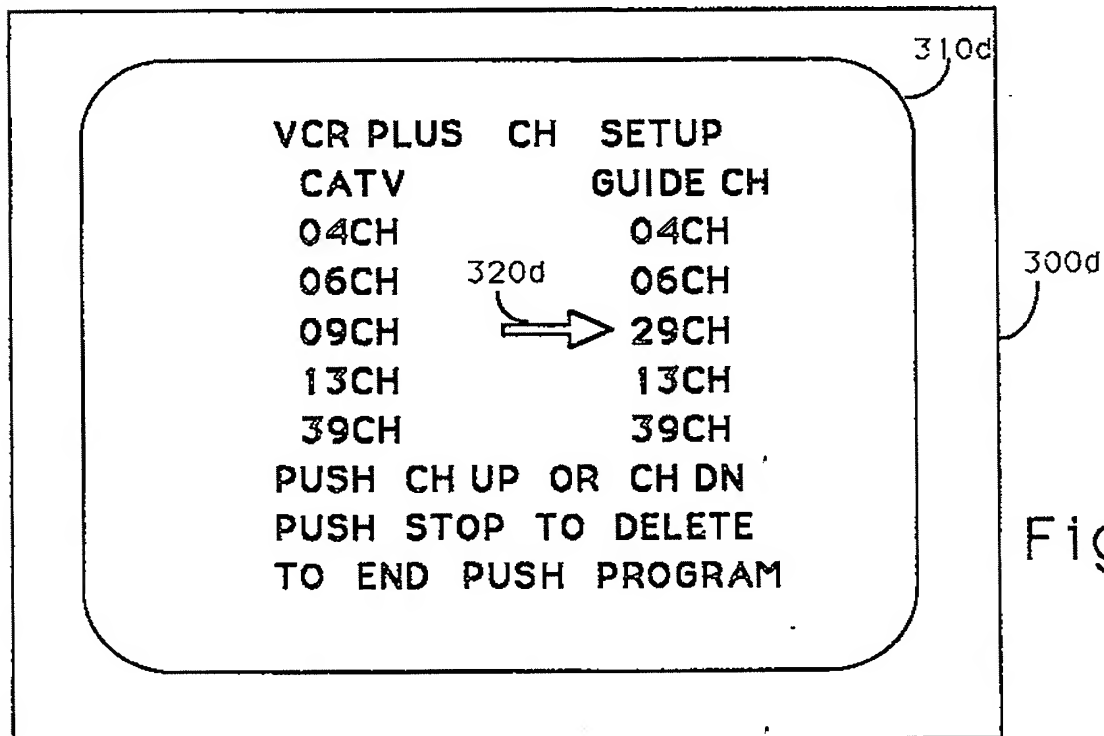 310d
VCR PLUS CH SETUP
CATV GUIDE CH
04CH 04CH
06CH 320d 06CH
300d
09CH 29CH
13CH 13CH
39CH 39CH
PUSH CH UP OR CH DN
PUSH STOP TO DELETE
TO END PUSH PROGRAM
Fig